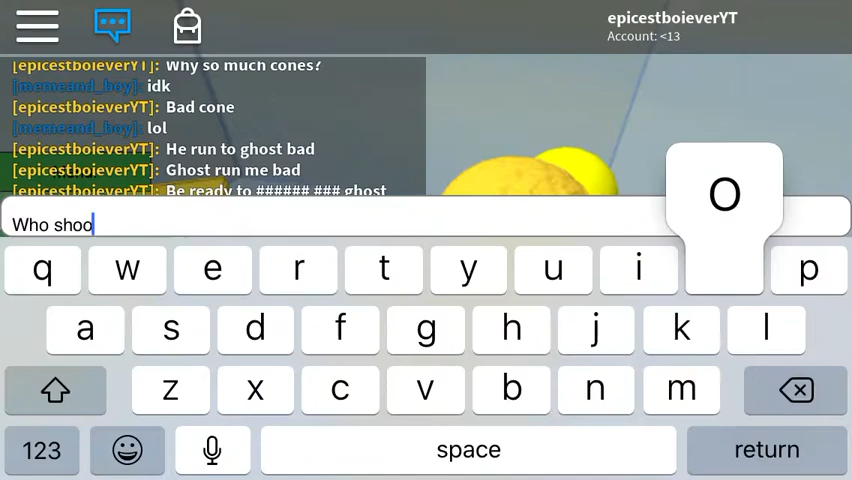 epicestboieverYT
Account: <13
[epicestboieverYT]: Why so much cones?
[memeand_boy]: idk
[epicestboieverYT]: Bad cone
[memeand_boy]: lol
[epicestboieverYT]: He run to ghost bad
[epicestboieverYT]: Ghost run me bad
[epicestboieverYT]: Be ready to ###### ### ghost
Who shoo
O
q w e r t y u i p
a s d f g h j k l
z x c v b n m
123 space return